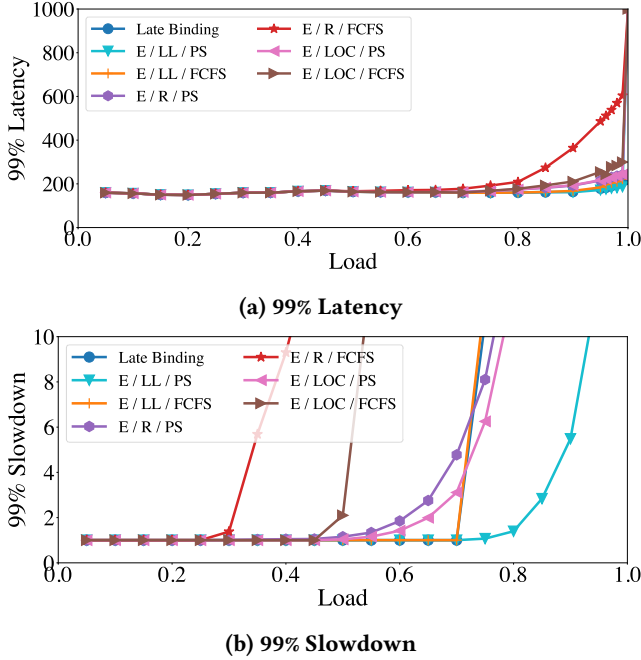 1000
800
600
400
200
0
99% Latency
Late Binding
E / LL / PS
E / LL / FCFS
E / R / PS
E / R / FCFS
E / LOC / PS
E / LOC / FCFS
0.0 0.2 0.4 0.6 0.8 1.0
Load
(a) 99% Latency
10
8
6
4
2
0
99% Slowdown
Late Binding
E / LL / PS
E / LL / FCFS
E / R / PS
E / R / FCFS
E / LOC / PS
E / LOC / FCFS
0.0 0.2 0.4 0.6 0.8 1.0
Load
(b) 99% Slowdown